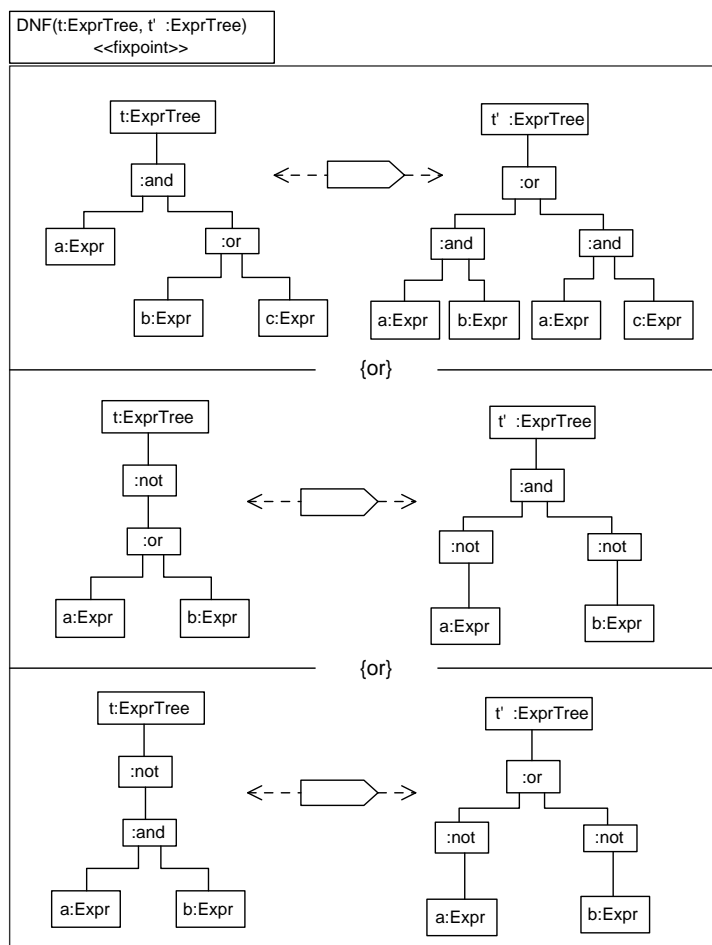 DNF(t:ExprTree, t' :ExprTree)
<<fixpoint>>
t:ExprTree
t' :ExprTree
:and
:or
a:Expr
:or
:and
:and
b:Expr
c:Expr
a:Expr
b:Expr
a:Expr
c:Expr
{or}
t:ExprTree
t' :ExprTree
:not
:and
:or
:not
:not
a:Expr
b:Expr
a:Expr
b:Expr
{or}
t:ExprTree
t' :ExprTree
:not
:or
:and
:not
:not
a:Expr
b:Expr
a:Expr
b:Expr